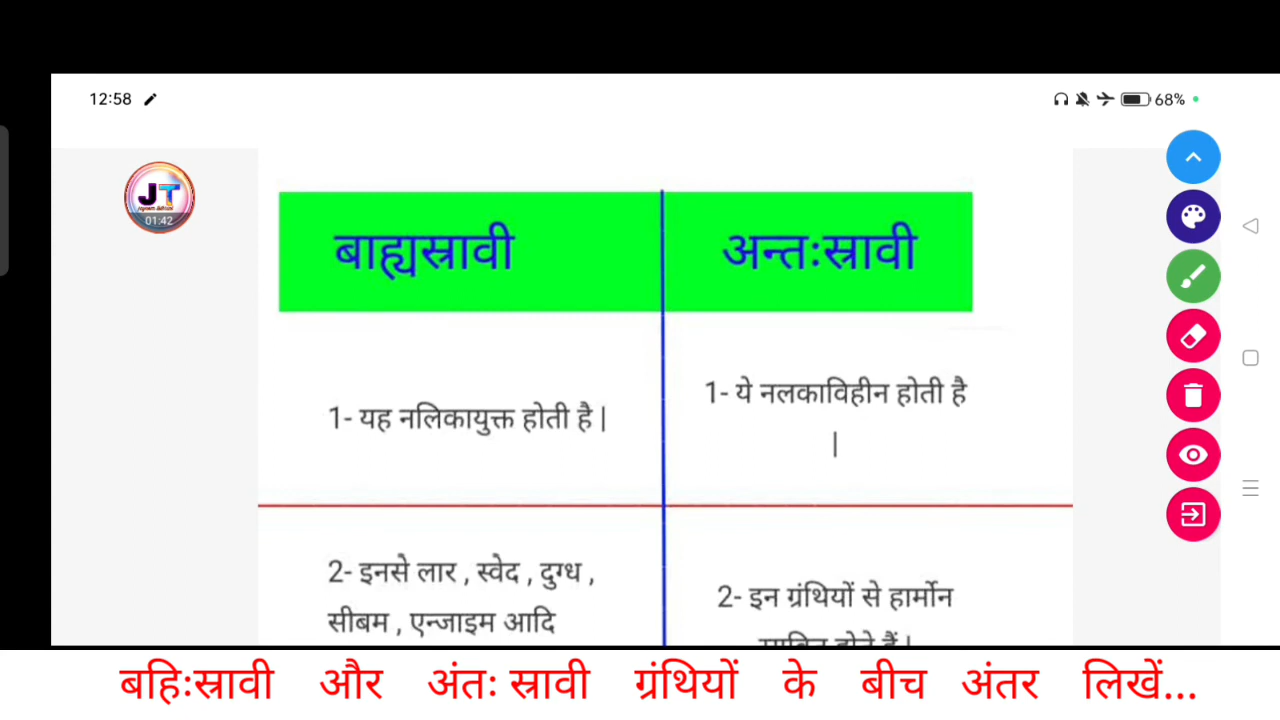 12:58
68%
JT
01:42
बाह्यस्रावी
अन्तःस्रावी
1- यह नलिकायुक्त होती है |
1- ये नलकाविहीन होती है
|
2- इनसे लार , स्वेद , दुग्ध ,
सीबम , एन्जाइम आदि
2- इन ग्रंथियों से हार्मोन
बहिःस्रावी और अंतः स्रावी ग्रंथियों के बीच अंतर लिखें...